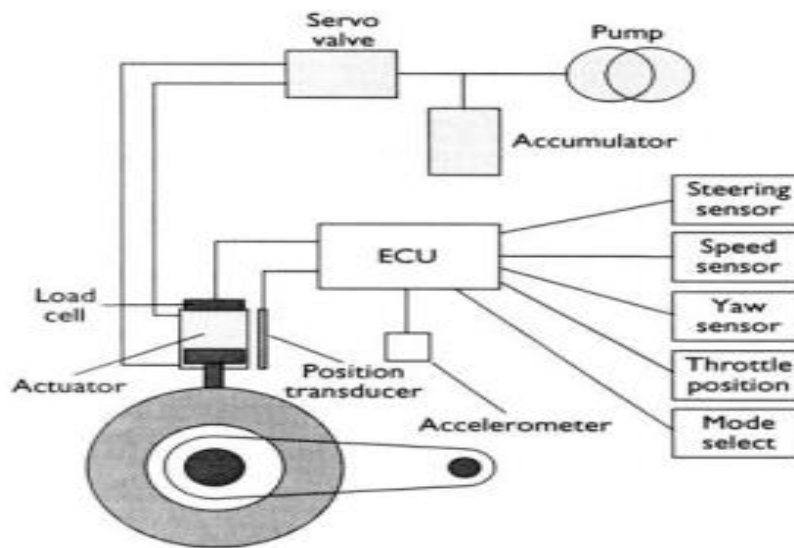 Servo
valve
Pump
Accumulator
Steering
sensor
ECU
Speed
sensor
Load
cell
Yaw
sensor
Actuator
Position
transducer
Throttle
position
Accelerometer
Mode
select